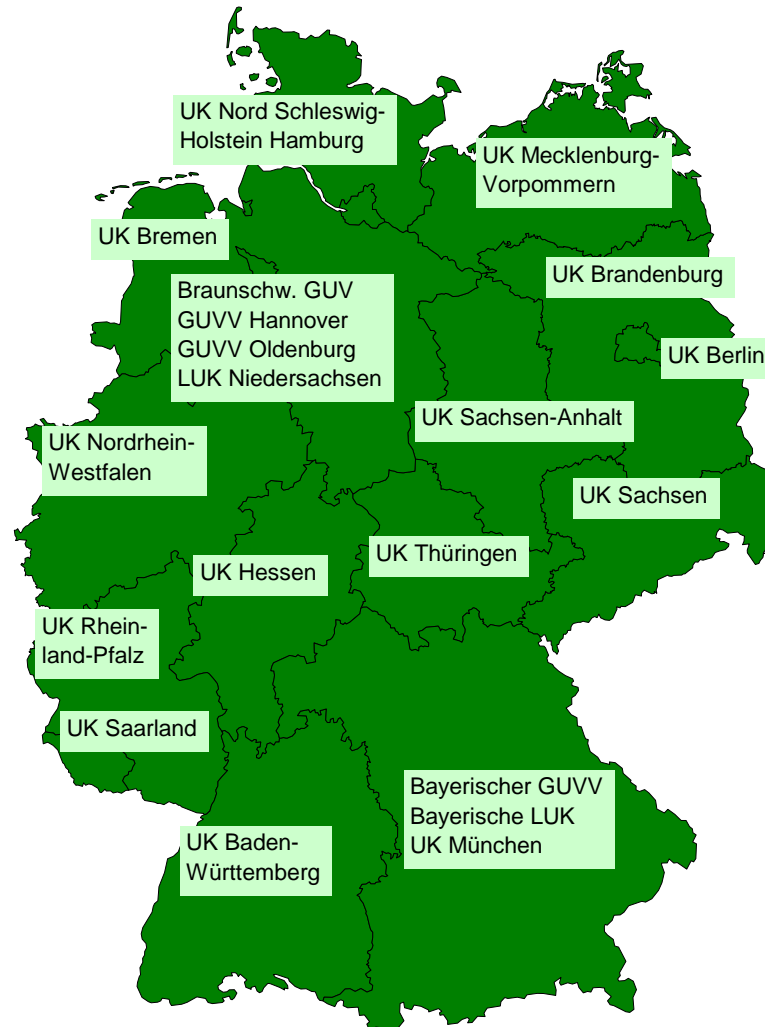 UK Nord Schleswig-
Holstein Hamburg
UK Mecklenburg-
Vorpommern
UK Bremen
UK Brandenburg
Braunschw. GUV
GUVV Hannover
GUVV Oldenburg
LUK Niedersachsen
UK Berlin
UK Sachsen-Anhalt
UK Nordrhein-
Westfalen
UK Sachsen
UK Thüringen
UK Hessen
UK Rhein-
land-Pfalz
UK Saarland
Bayerischer GUVV
Bayerische LUK
UK München
UK Baden-
Württemberg